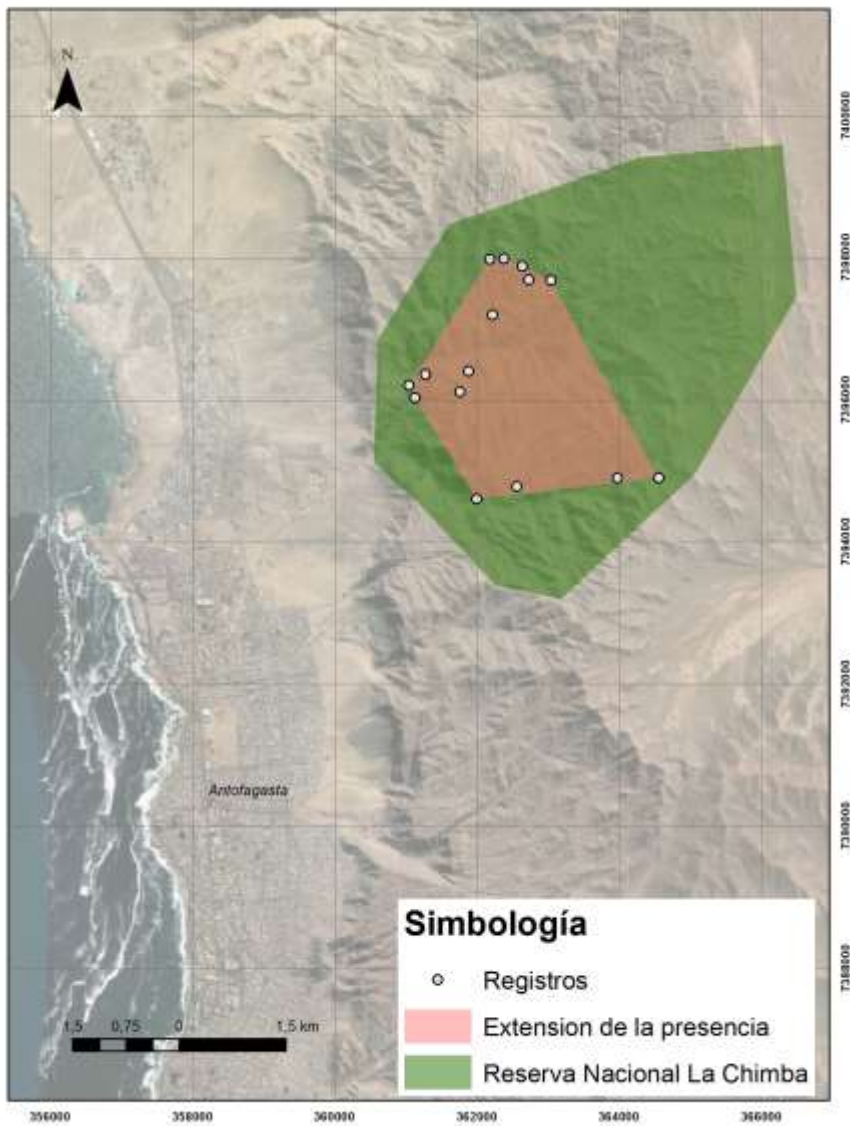 N
7400000
7398000
7396000
7394000
7392000
Antofagasta
7390000
Simbología
Registros
7388000
Extension de la presencia
1,5 0,75 0 1,5 km
Reserva Nacional La Chimba
356000 358000 360000 362000 364000 366000